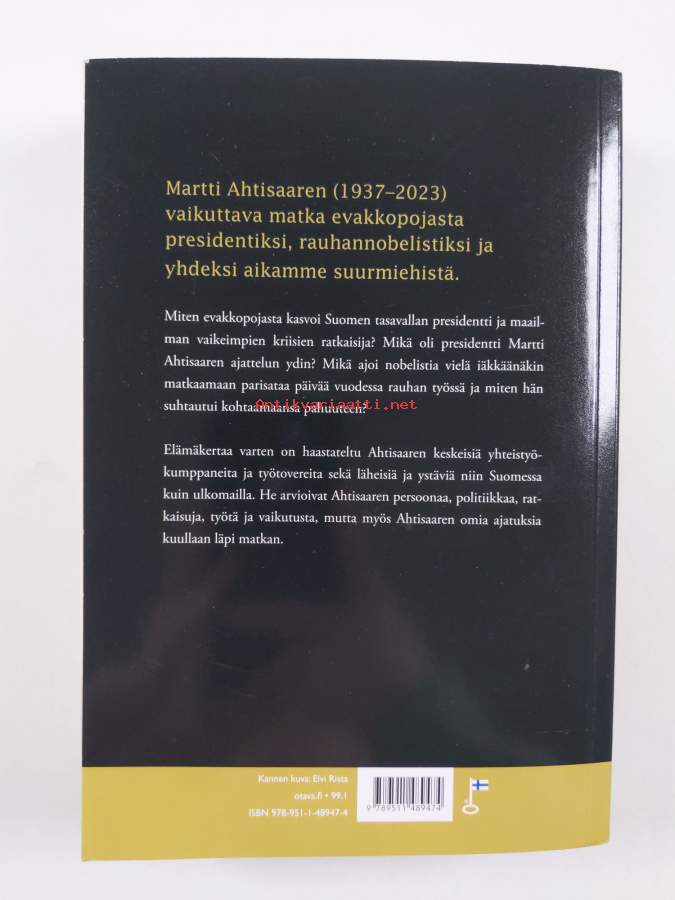 Martti Ahtisaaren (1937–2023)
vaikuttava matka evakkopojasta
presidentiksi, rauhannobelistiksi ja
yhdeksi aikamme suurmiehistä.
Miten evakkopojasta kasvoi Suomen tasavallan presidentti ja maail-
man vaikeimpien kriisien ratkaisija? Mikä oli presidentti Martti
Ahtisaaren ajattelun ydin? Mikä ajoi nobelistia vielä iäkkäänäkin
matkaamaan parisataa päivää vuodessa rauhan työssä ja miten hän
suhtautui kohtaamaansa pahuuteen?
Antikvariaatti.net
Elämäkertaa varten on haastateltu Ahtisaaren keskeisiä yhteistyö-
kumppaneita ja työtovereita sekä läheisiä ja ystäviä niin Suomessa
kuin ulkomailla. He arvioivat Ahtisaaren persoonaa, politiikkaa, rat-
kaisuja, työtä ja vaikutusta, mutta myös Ahtisaaren omia ajatuksia
kuullaan läpi matkan.
Kannen kuva: Elvi Rista
otava.fi • 99.1
ISBN 978-951-1-48947-4
9 789511 489474